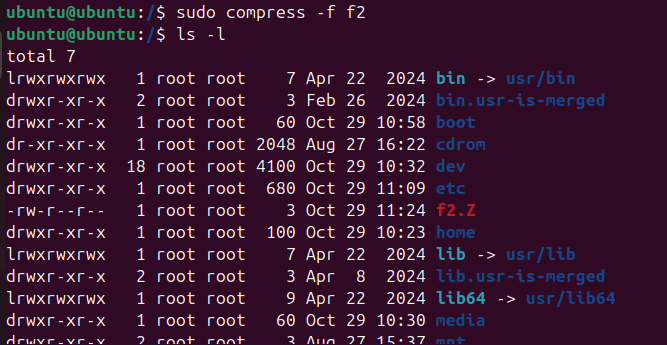 ubuntu@ubuntu:/$ sudo compress -f f2
ubuntu@ubuntu:/$ ls -l
total 7
lrwxrwxrwx   1 root root    7 Apr 22  2024 bin -> usr/bin
drwxr-xr-x   2 root root    3 Feb 26  2024 bin.usr-is-merged
drwxr-xr-x   1 root root   60 Oct 29 10:58 boot
dr-xr-xr-x   1 root root 2048 Aug 27 16:22 cdrom
drwxr-xr-x  18 root root 4100 Oct 29 10:32 dev
drwxr-xr-x   1 root root  680 Oct 29 11:09 etc
-rw-r--r--   1 root root    3 Oct 29 11:24 f2.Z
drwxr-xr-x   1 root root  100 Oct 29 10:23 home
lrwxrwxrwx   1 root root    7 Apr 22  2024 lib -> usr/lib
drwxr-xr-x   2 root root    3 Apr  8  2024 lib.usr-is-merged
lrwxrwxrwx   1 root root    9 Apr 22  2024 lib64 -> usr/lib64
drwxr-xr-x   1 root root   60 Oct 29 10:30 media
drwxr-xr-x   2 root root    3 Aug 27 15:37 mnt